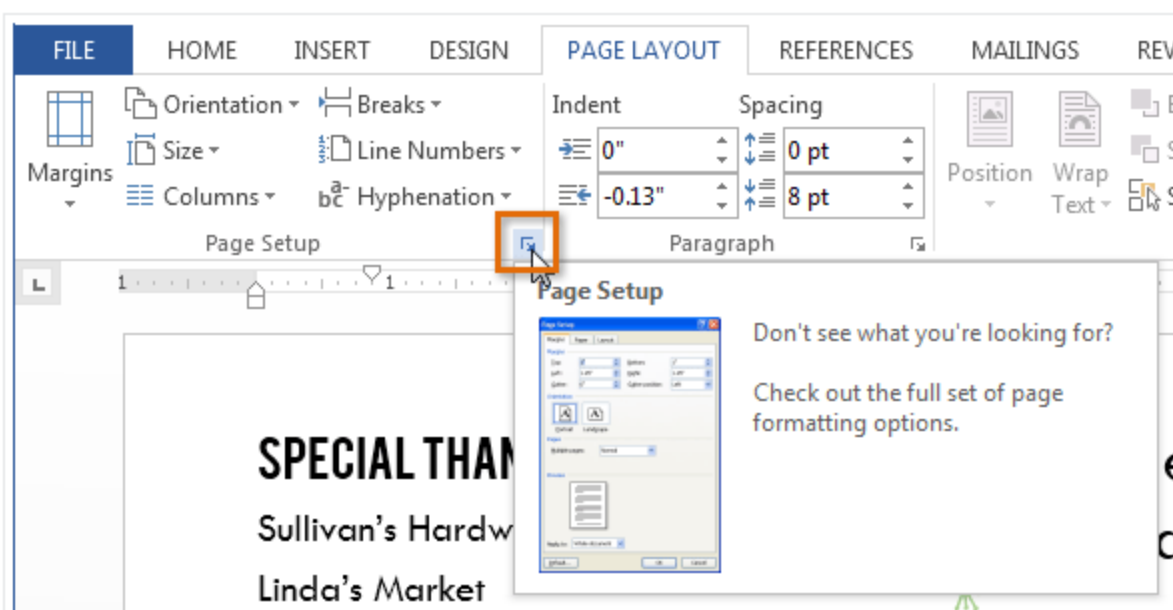 FILE HOME INSERT DESIGN PAGE LAYOUT REFERENCES MAILINGS
Orientation Breaks Indent Spacing
Size Line Numbers 0" 0 pt
Margins Position Wrap
Columns Hyphenation -0.13" 8 pt Text
Page Setup Paragraph
1 1
Page Setup
Don't see what you're looking for?
Check out the full set of page
formatting options.
SPECIAL THAN
Sullivan's Hardw
Linda's Market